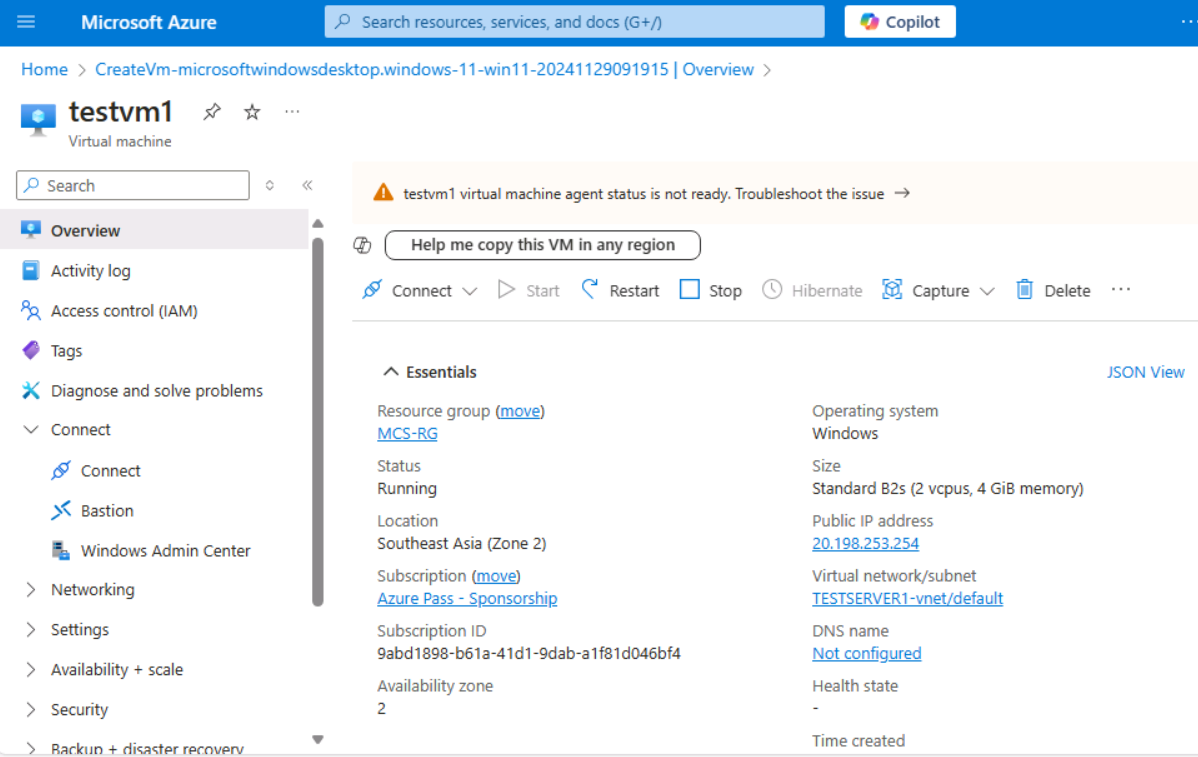 Microsoft Azure
Search resources, services, and docs (G+/)
Copilot
Home > CreateVm-microsoftwindowsdesktop.windows-11-win11-20241129091915 | Overview >
testvm1
Virtual machine
Search
Overview
Activity log
Access control (IAM)
Tags
Diagnose and solve problems
Connect
Connect
Bastion
Windows Admin Center
Networking
Settings
Availability + scale
Security
Backup + disaster recovery
testvm1 virtual machine agent status is not ready. Troubleshoot the issue →
Help me copy this VM in any region
Connect
Start
Restart
Stop
Hibernate
Capture
Delete
Essentials
JSON View
Resource group (move)
MCS-RG
Status
Running
Location
Southeast Asia (Zone 2)
Subscription (move)
Azure Pass - Sponsorship
Subscription ID
9abd1898-b61a-41d1-9dab-a1f81d046bf4
Availability zone
2
Operating system
Windows
Size
Standard B2s (2 vcpus, 4 GiB memory)
Public IP address
20.198.253.254
Virtual network/subnet
TESTSERVER1-vnet/default
DNS name
Not configured
Health state
-
Time created